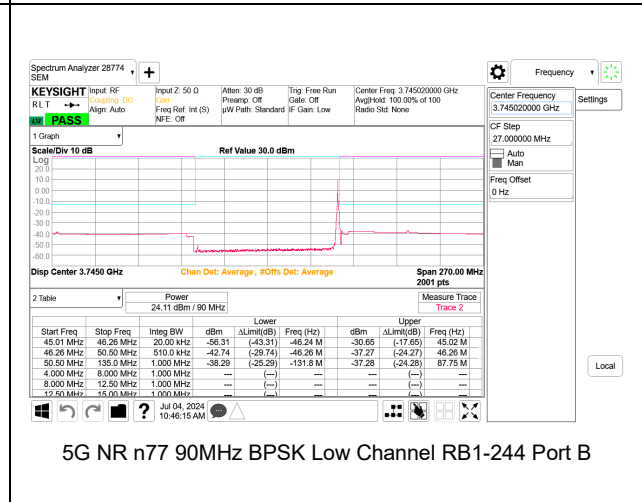 Spectrum Analyzer 28774
SEM
Frequency
KEYSIGHT
RLT
LXI PASS
Input: RF
Coupling: DC
Align: Auto
Input Z: 50 Ω
Corr
Freq Ref: Int (S)
NFE: Off
Atten: 30 dB
Preamp: Off
µW Path: Standard
Trig: Free Run
Gate: Off
IF Gain: Low
Center Freq: 3.745020000 GHz
Avg|Hold: 100.00% of 100
Radio Std: None
Center Frequency
3.745020000 GHz
Settings
CF Step
27.000000 MHz
Auto
Man
Freq Offset
0 Hz
Local
1 Graph
Scale/Div 10 dB
Ref Value 30.0 dBm
Log
20.0
10.0
0.00
-10.0
-20.0
-30.0
-40.0
-50.0
-60.0
Disp Center 3.7450 GHz
Chan Det: Average, #Offs Det: Average
Span 270.00 MHz
2001 pts
2 Table
Power
24.11 dBm / 90 MHz
Measure Trace
Trace 2
Lower Upper
Start Freq Stop Freq Integ BW dBm ΔLimit(dB) Freq (Hz) dBm ΔLimit(dB) Freq (Hz)
45.01 MHz 46.26 MHz 20.00 kHz -56.31 (-43.31) -46.24 M -30.65 (-17.65) 45.02 M
46.26 MHz 50.50 MHz 510.0 kHz -42.74 (-29.74) -46.26 M -37.27 (-24.27) 46.26 M
50.50 MHz 135.0 MHz 1.000 MHz -38.29 (-25.29) -131.8 M -37.28 (-24.28) 87.75 M
4.000 MHz 8.000 MHz 1.000 MHz --- (---) --- --- (---) ---
8.000 MHz 12.50 MHz 1.000 MHz --- (---) --- --- (---) ---
12.50 MHz 15.00 MHz 1.000 MHz --- (---) --- --- (---) ---
Jul 04, 2024
10:46:15 AM
5G NR n77 90MHz BPSK Low Channel RB1-244 Port B